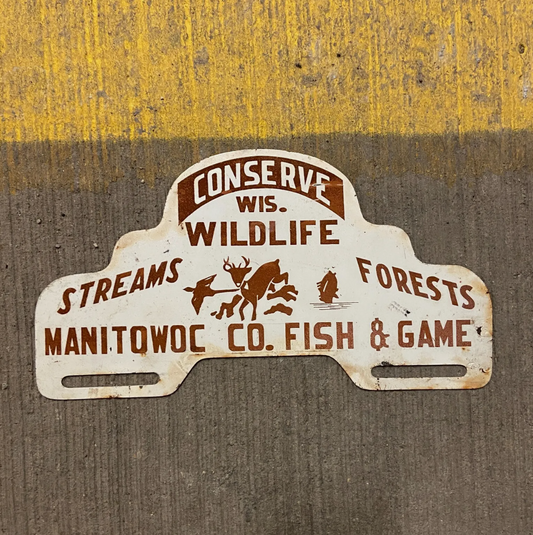 CONSERVE
WIS.
WILDLIFE
STREAMS FORESTS
MANITOWOC CO. FISH & GAME